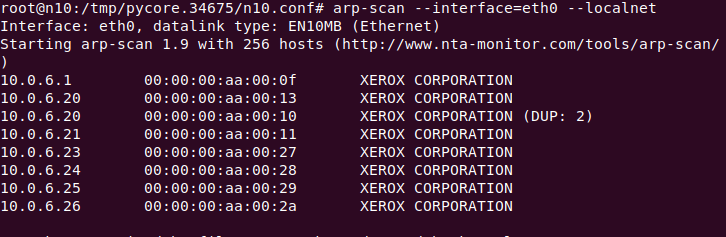 root@n10:/tmp/pycore.34675/n10.conf# arp-scan --interface=eth0 --localnet
Interface: eth0, datalink type: EN10MB (Ethernet)
Starting arp-scan 1.9 with 256 hosts (http://www.nta-monitor.com/tools/arp-scan/
)
10.0.6.1 00:00:00:aa:00:0f XEROX CORPORATION
10.0.6.20 00:00:00:aa:00:13 XEROX CORPORATION
10.0.6.20 00:00:00:aa:00:10 XEROX CORPORATION (DUP: 2)
10.0.6.21 00:00:00:aa:00:11 XEROX CORPORATION
10.0.6.23 00:00:00:aa:00:27 XEROX CORPORATION
10.0.6.24 00:00:00:aa:00:28 XEROX CORPORATION
10.0.6.25 00:00:00:aa:00:29 XEROX CORPORATION
10.0.6.26 00:00:00:aa:00:2a XEROX CORPORATION